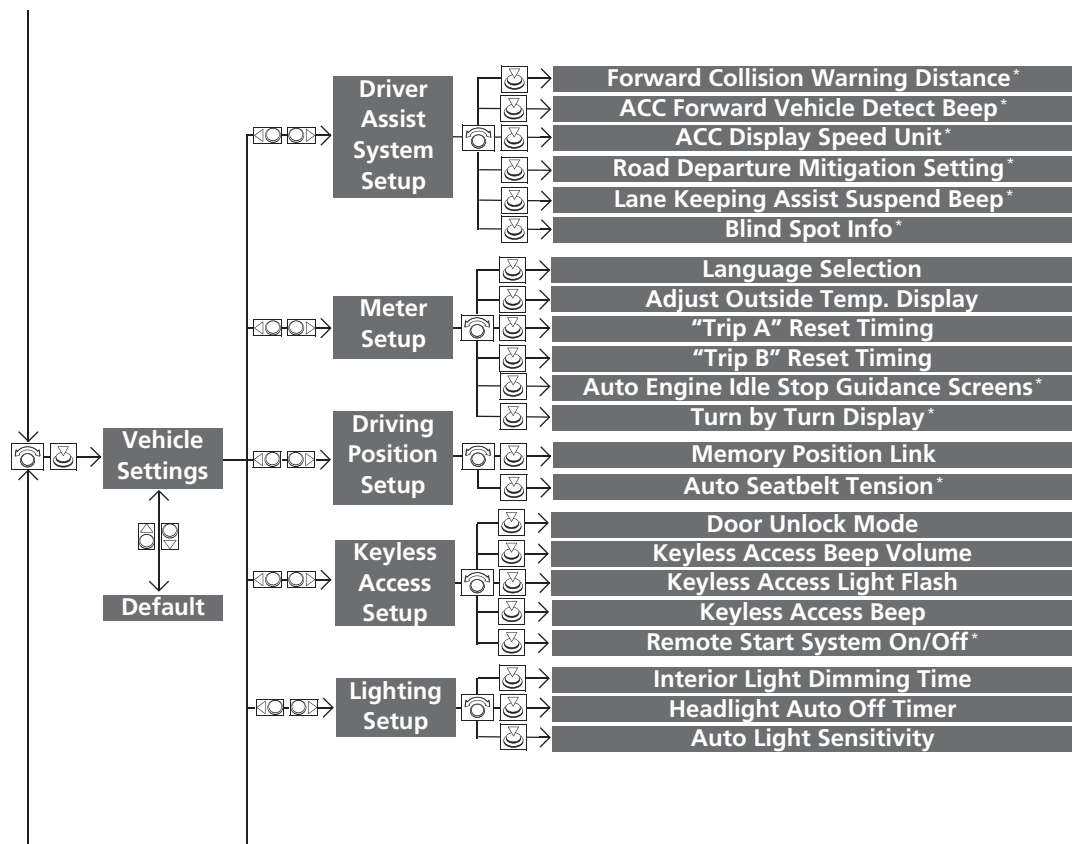 Driver
Assist
System
Setup
Forward Collision Warning Distance*
ACC Forward Vehicle Detect Beep*
ACC Display Speed Unit*
Road Departure Mitigation Setting*
Lane Keeping Assist Suspend Beep*
Blind Spot Info*
Meter
Setup
Language Selection
Adjust Outside Temp. Display
“Trip A” Reset Timing
“Trip B” Reset Timing
Auto Engine Idle Stop Guidance Screens*
Turn by Turn Display*
Vehicle
Settings
Default
Driving
Position
Setup
Memory Position Link
Auto Seatbelt Tension*
Keyless
Access
Setup
Door Unlock Mode
Keyless Access Beep Volume
Keyless Access Light Flash
Keyless Access Beep
Remote Start System On/Off*
Lighting
Setup
Interior Light Dimming Time
Headlight Auto Off Timer
Auto Light Sensitivity